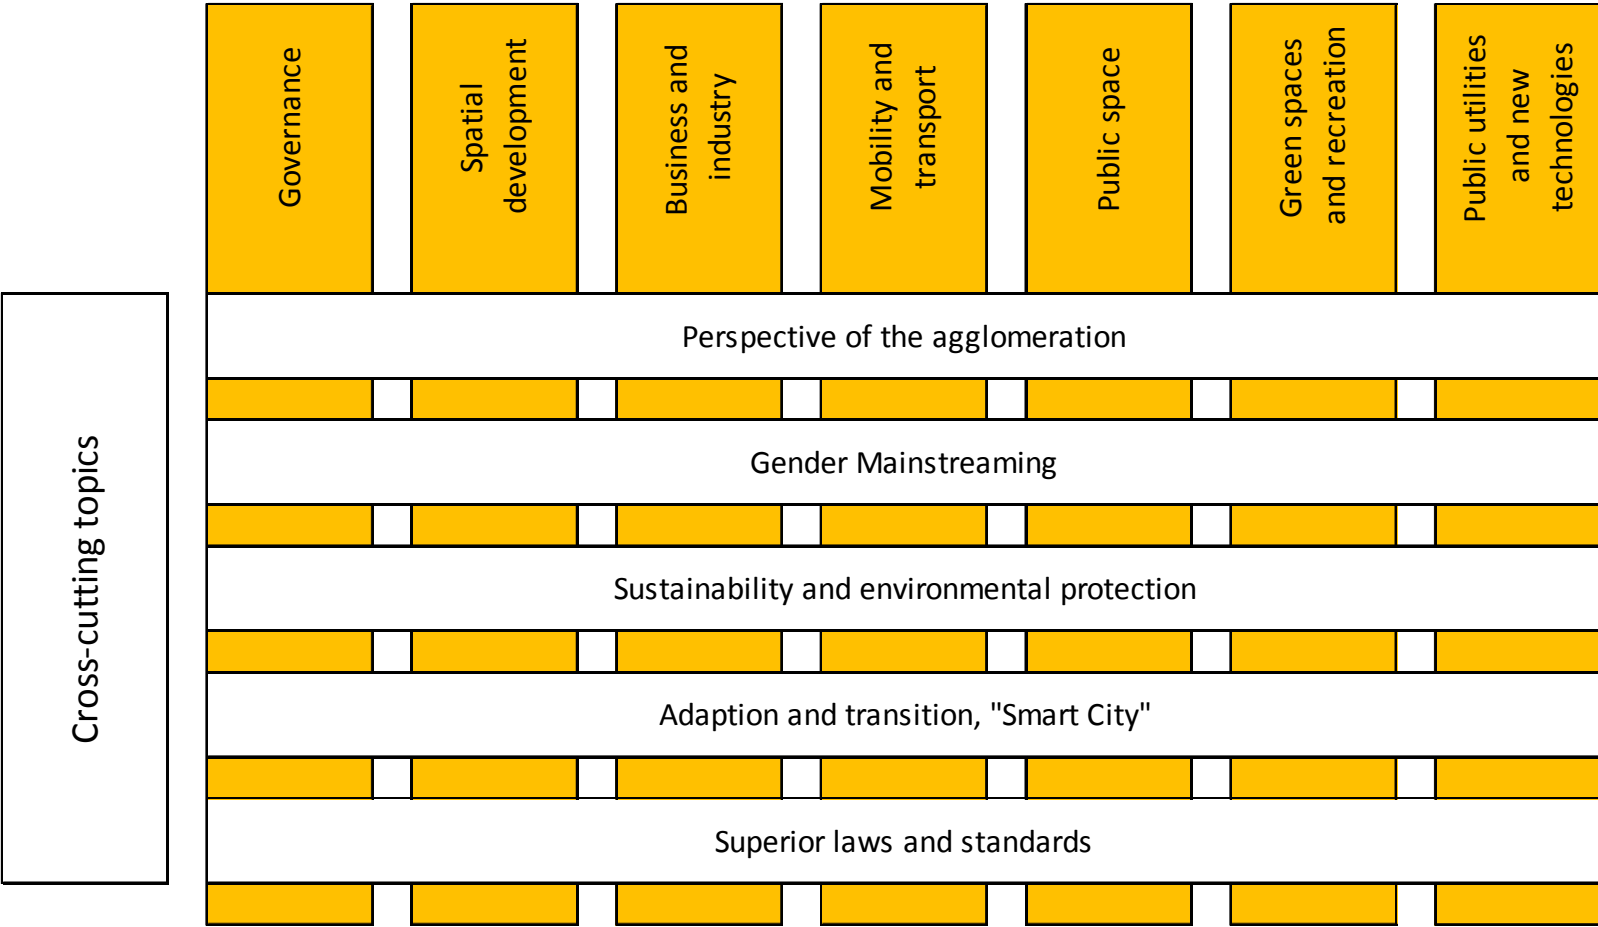 Governance
Spatial
development
Business and
industry
Mobility and
transport
Public space
Green spaces
and recreation
Public utilities
and new
technologies
Cross-cutting topics
Perspective of the agglomeration
Gender Mainstreaming
Sustainability and environmental protection
Adaption and transition, "Smart City"
Superior laws and standards